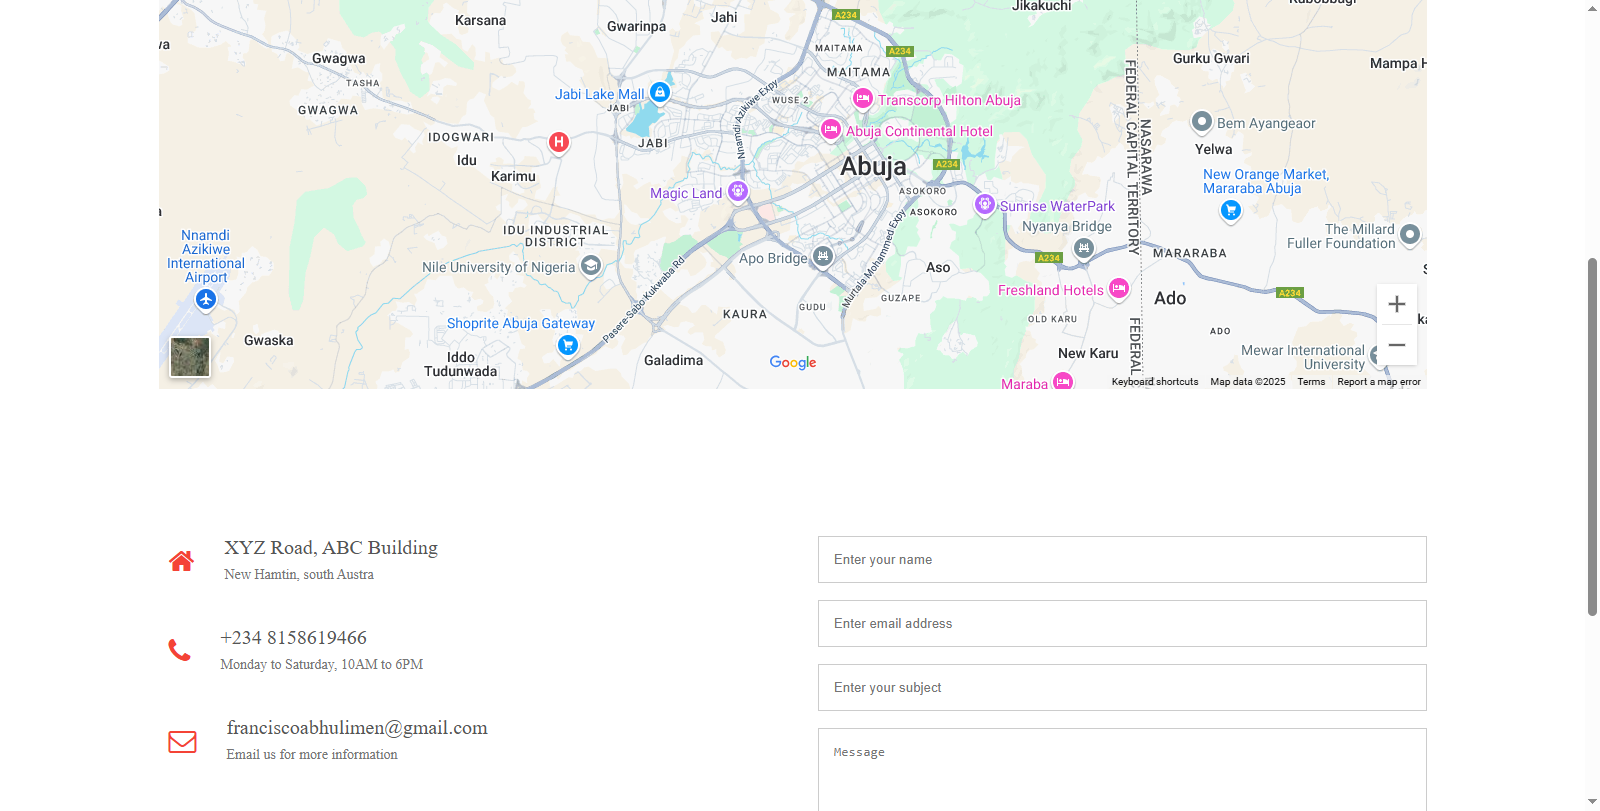 Karsana
Gwarinpa
Jahi
A234
Jikakuchi
MAITAMA
A234
Gwagwa
TASHA
GWAGWA
MAITAMA
Gurku Gwari
Mampa H
Jabi Lake Mall
JABI
WUSE 2
Nnamdi Azikiwe Expy
Transcorp Hilton Abuja
FEDERAL CAPITAL TERRITORY
NASARAWA
Bem Ayangeaor
IDOGWARI
H
JABI
Abuja Continental Hotel
Idu
Karimu
Abuja
A234
Yelwa
New Orange Market,
Mararaba Abuja
Magic Land
ASOKORO
ASOKORO
Sunrise WaterPark
Nyanya Bridge
Nnamdi
Azikiwe
International
Airport
IDU INDUSTRIAL
DISTRICT
Murtala Mohammed Expy
The Millard
Fuller Foundation
Nile University of Nigeria
Apo Bridge
Aso
A234
MARARABA
Pasere-Sabo Kukwaba Rd
Freshland Hotels
Ado
A234
GUZAPE
GUDU
KAURA
OLD KARU
FEDERAL
ADO
Gwaska
Shoprite Abuja Gateway
Iddo
Tudunwada
Galadima
Google
New Karu
Mewar International
University
Maraba
Keyboard shortcuts
Map data ©2025
Terms
Report a map error
XYZ Road, ABC Building
New Hamtin, south Austra
+234 8158619466
Monday to Saturday, 10AM to 6PM
franciscoabhulimen@gmail.com
Email us for more information
Enter your name
Enter email address
Enter your subject
Message